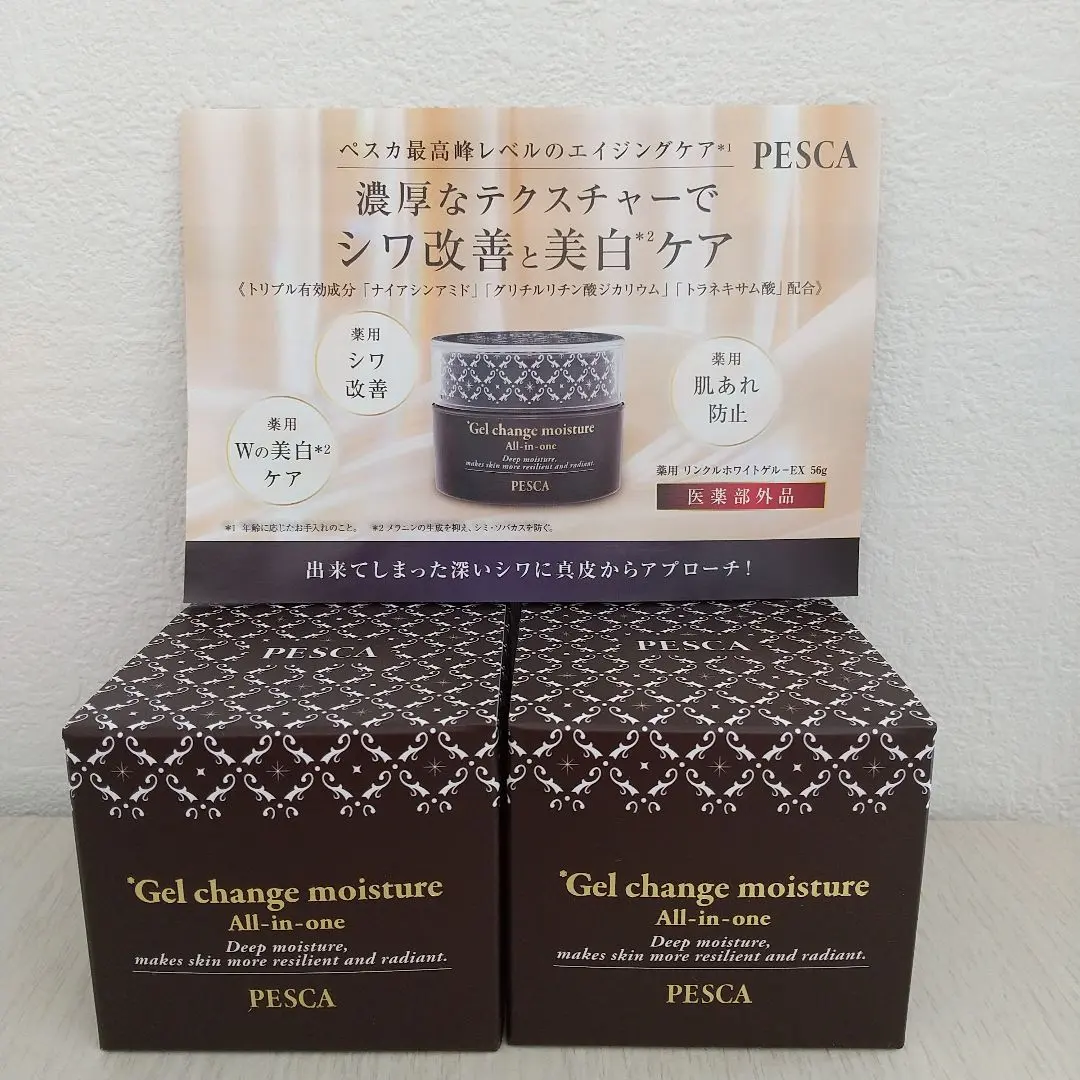 ペスカ最高峰レベルのエイジングケア*1
PESCA
濃厚なテクスチャーで
シワ改善と美白*2ケア
《トリプル有効成分「ナイアシンアミド」「グリチルリチン酸ジカリウム」「トラネキサム酸」配合》
薬用
シワ
改善
薬用
Wの美白*2
ケア
薬用
肌あれ
防止
*Gel change moisture
All-in-one
Deep moisture,
makes skin more resilient and radiant.
PESCA
薬用 リンクルホワイトゲル-EX 56g
医薬部外品
*1 年齢に応じたお手入れのこと。 *2 メラニンの生成を抑え、シミ・ソバカスを防ぐ。
出来てしまった深いシワに真皮からアプローチ!
PESCA
*Gel change moisture
All-in-one
Deep moisture,
makes skin more resilient and radiant.
PESCA
PESCA
*Gel change moisture
All-in-one
Deep moisture,
makes skin more resilient and radiant.
PESCA